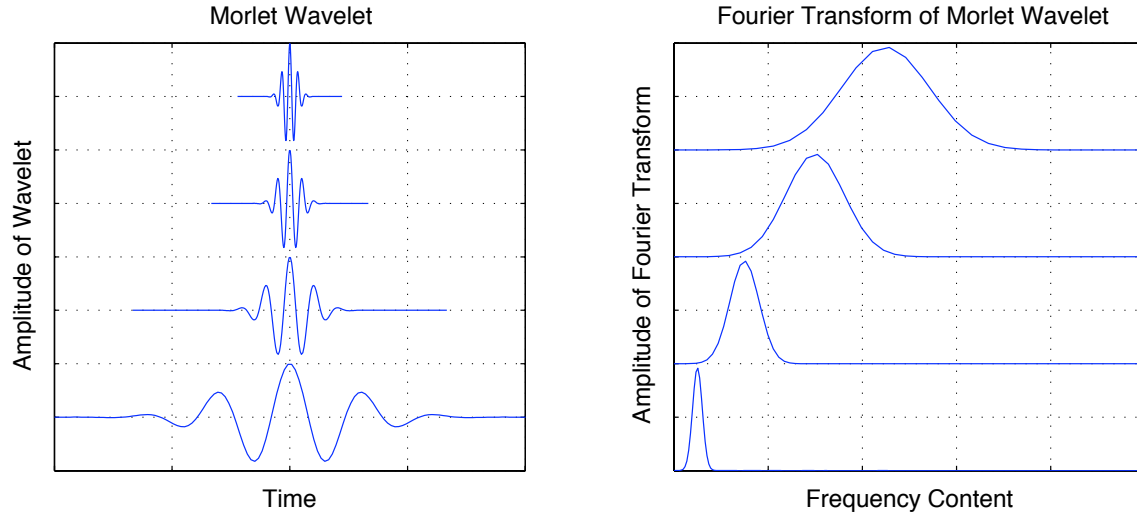 Morlet Wavelet
Amplitude of Wavelet
Time
Fourier Transform of Morlet Wavelet
Amplitude of Fourier Transform
Frequency Content